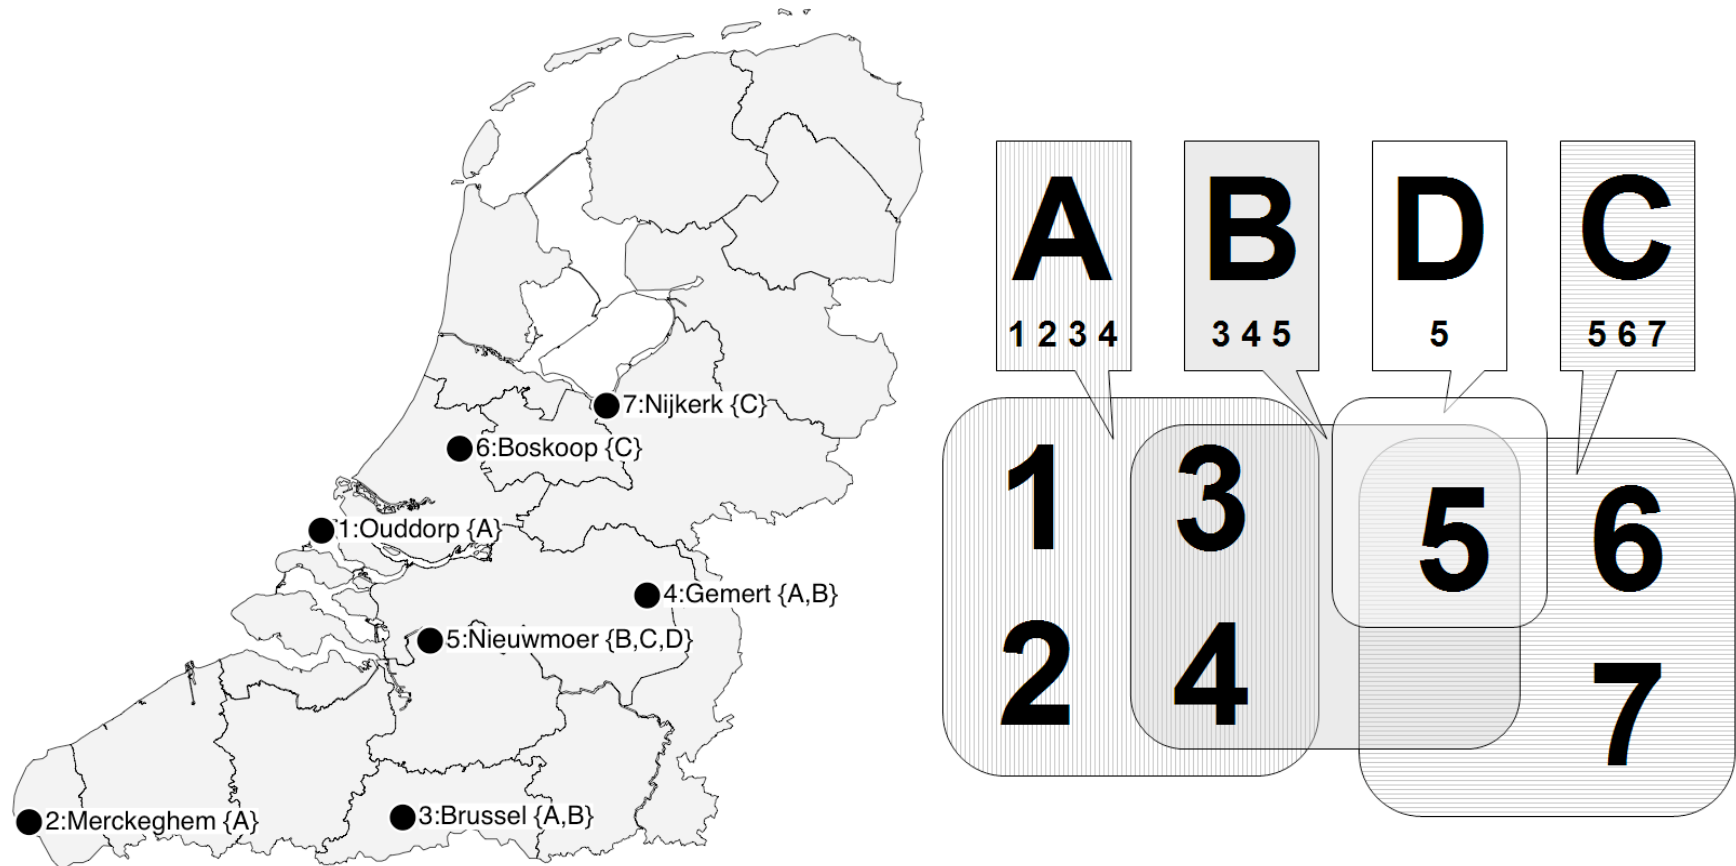 7:Nijkerk {C}
6:Boskoop {C}
1:Ouddorp {A}
4:Gemert {A,B}
5:Nieuwmoer {B,C,D}
2:Merckeghem {A}
3:Brussel {A,B}
A
1 2 3 4
B
3 4 5
D
5
C
5 6 7
1
3
5
6
2
4
7